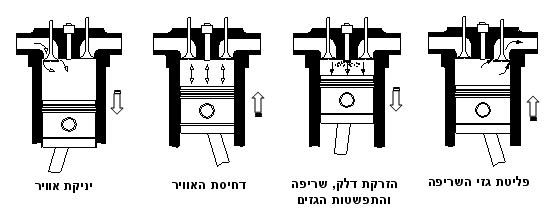 יניקת אוויר
דחיסת האוויר
הזרקת דלק, שריפה
והתפשטות הגזים
פליטת גזי השריפה